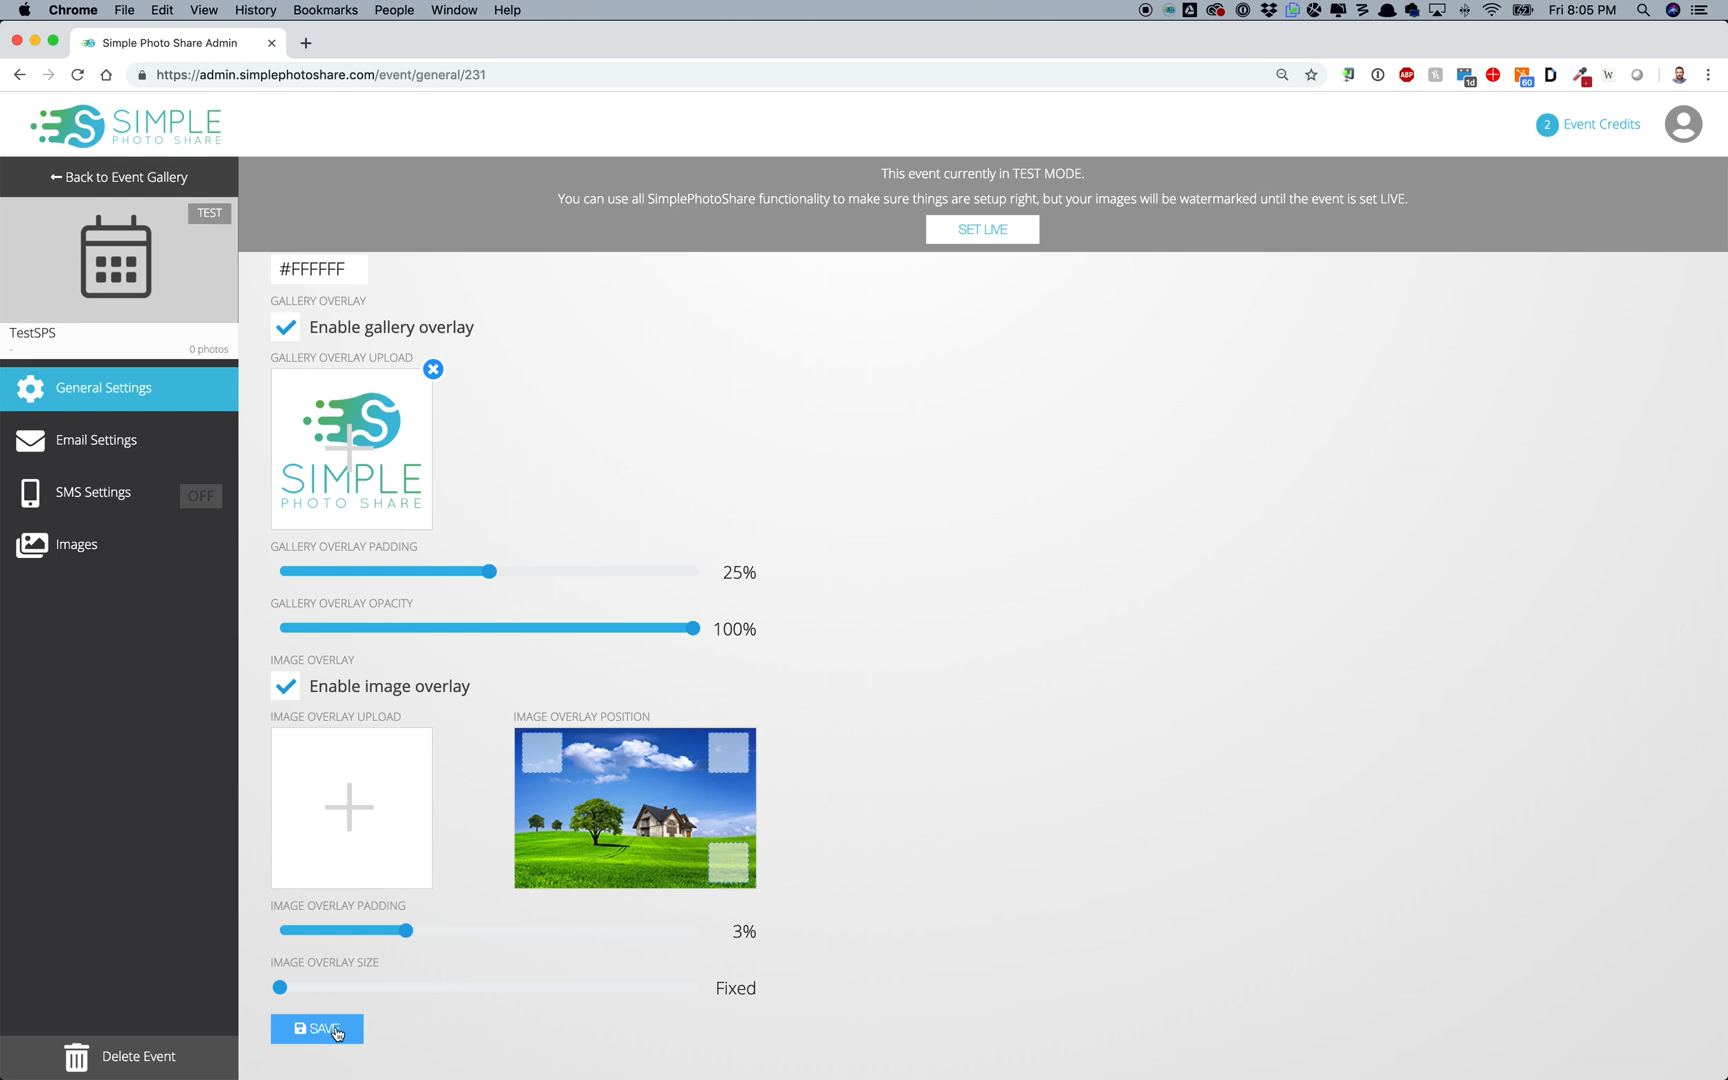 Chrome File Edit View History Bookmarks People Window Help Fri 8:05 PM
Simple Photo Share Admin
https://admin.simplephotoshare.com/event/general/231
ABP 1d 60 D W
SIMPLE
PHOTO SHARE
2 Event Credits
Back to Event Gallery
This event currently in TEST MODE.
You can use all SimplePhotoShare functionality to make sure things are setup right, but your images will be watermarked until the event is set LIVE.
SET LIVE
TEST
TestSPS
-
0 photos
General Settings
Email Settings
SMS Settings OFF
Images
Delete Event
#FFFFFF
GALLERY OVERLAY
Enable gallery overlay
GALLERY OVERLAY UPLOAD
SIMPLE
PHOTO SHARE
GALLERY OVERLAY PADDING
25%
GALLERY OVERLAY OPACITY
100%
IMAGE OVERLAY
Enable image overlay
IMAGE OVERLAY UPLOAD IMAGE OVERLAY POSITION
IMAGE OVERLAY PADDING
3%
IMAGE OVERLAY SIZE
Fixed
SAVE